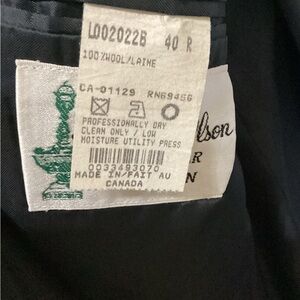 L002022B 40 R
100%WOOL/LAINE
CA-01129 RN69456
PROFESSIONALLY DRY
CLEAN ONLY / LOW
MOISTURE UTILITY PRESS
0033493070
MADE IN/FAIT AU
CANADA
lson
R
N